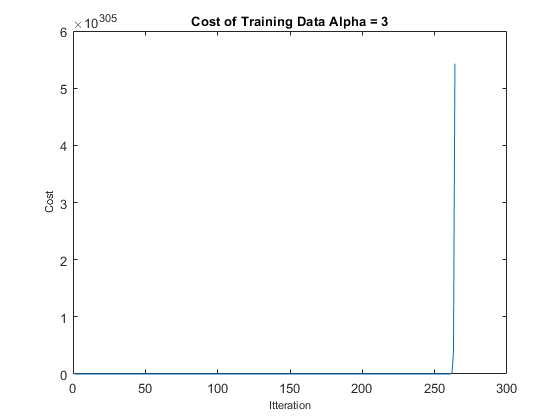 Cost of Training Data Alpha = 3
×10^305
6
5
4
3
2
1
0
Cost
0 50 100 150 200 250 300
Itteration